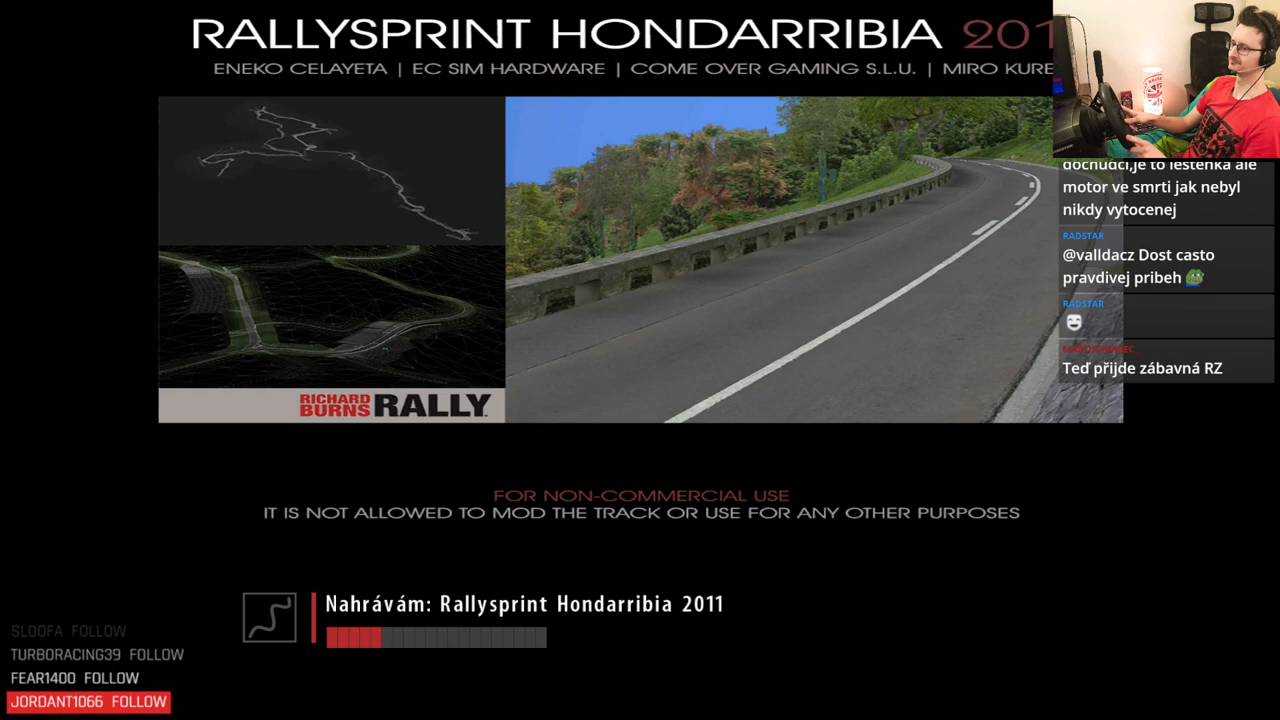 RALLYSPRINT HONDARRIBIA 201
ENEKO CELAYETA | EC SIM HARDWARE | COME OVER GAMING S.L.U. | MIRO KURE
důchodci,je to leštěnka ale
motor ve smrti jak nebyl
nikdy vytocenej
RADSTAR
@valldacz Dost casto
pravdivej pribeh
RADSTAR
Teď přijde zábavná RZ
RICHARD
BURNS RALLY
FOR NON-COMMERCIAL USE
IT IS NOT ALLOWED TO MOD THE TRACK OR USE FOR ANY OTHER PURPOSES
Nahrávám: Rallysprint Hondarribia 2011
SLOOFA FOLLOW
TURBORACING39 FOLLOW
FEAR1400 FOLLOW
JORDANT1066 FOLLOW